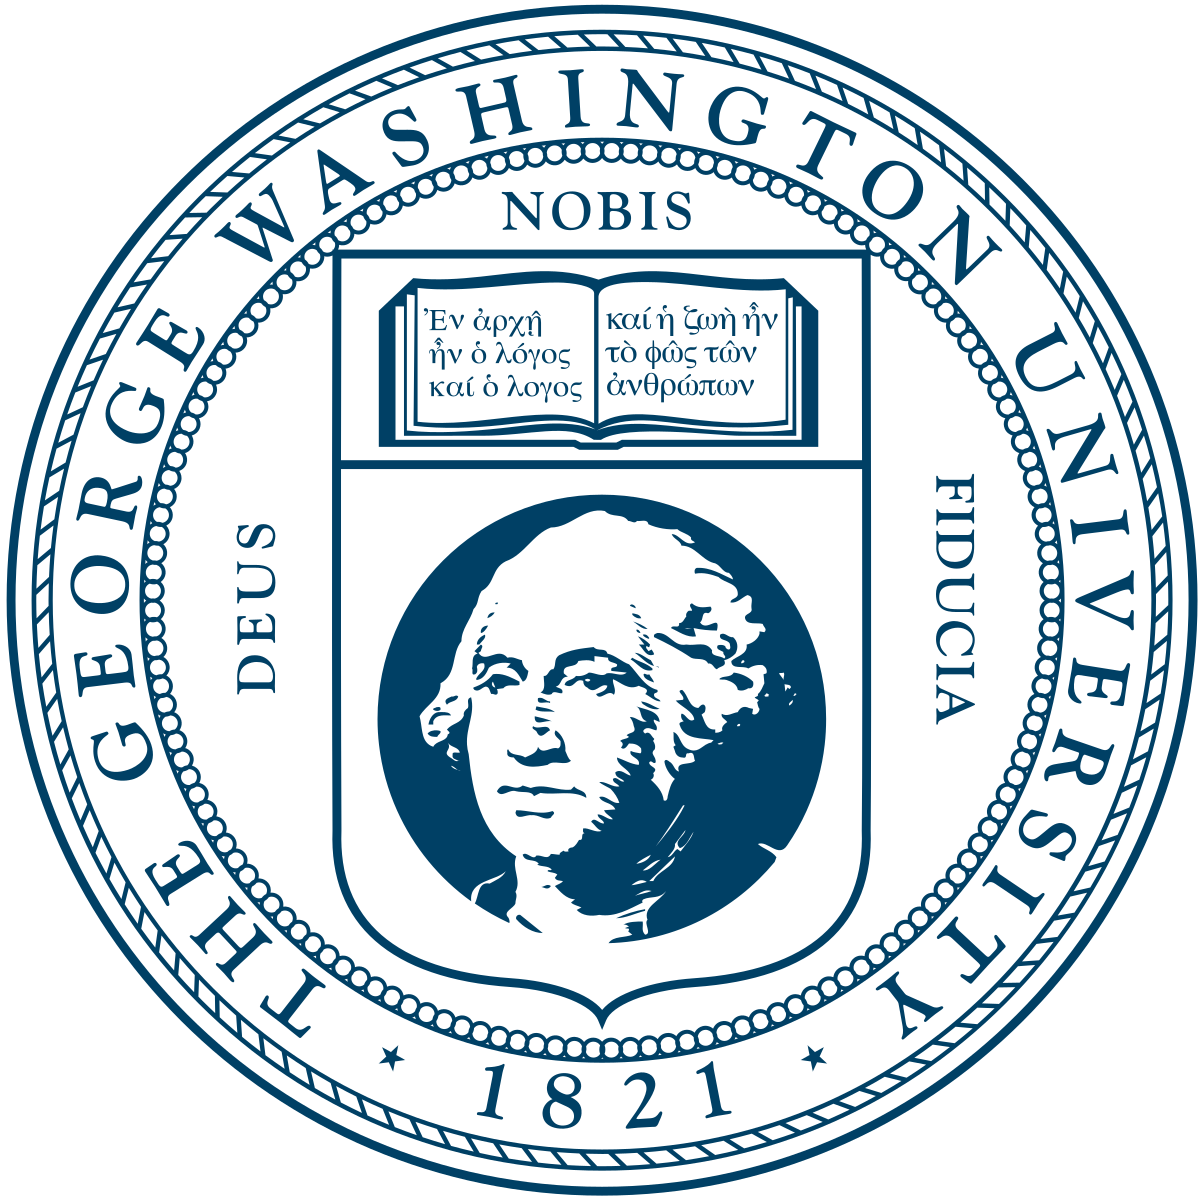 THE GEORGE WASHINGTON UNIVERSITY
NOBIS
DEUS
FIDUCIA
Ἐν ἀρχῇ
ἦν ὁ λόγος
καί ὁ λογος
καί ἡ ζωὴ ἦν
τὸ φῶς τῶν
ἀνθρώπων
1821